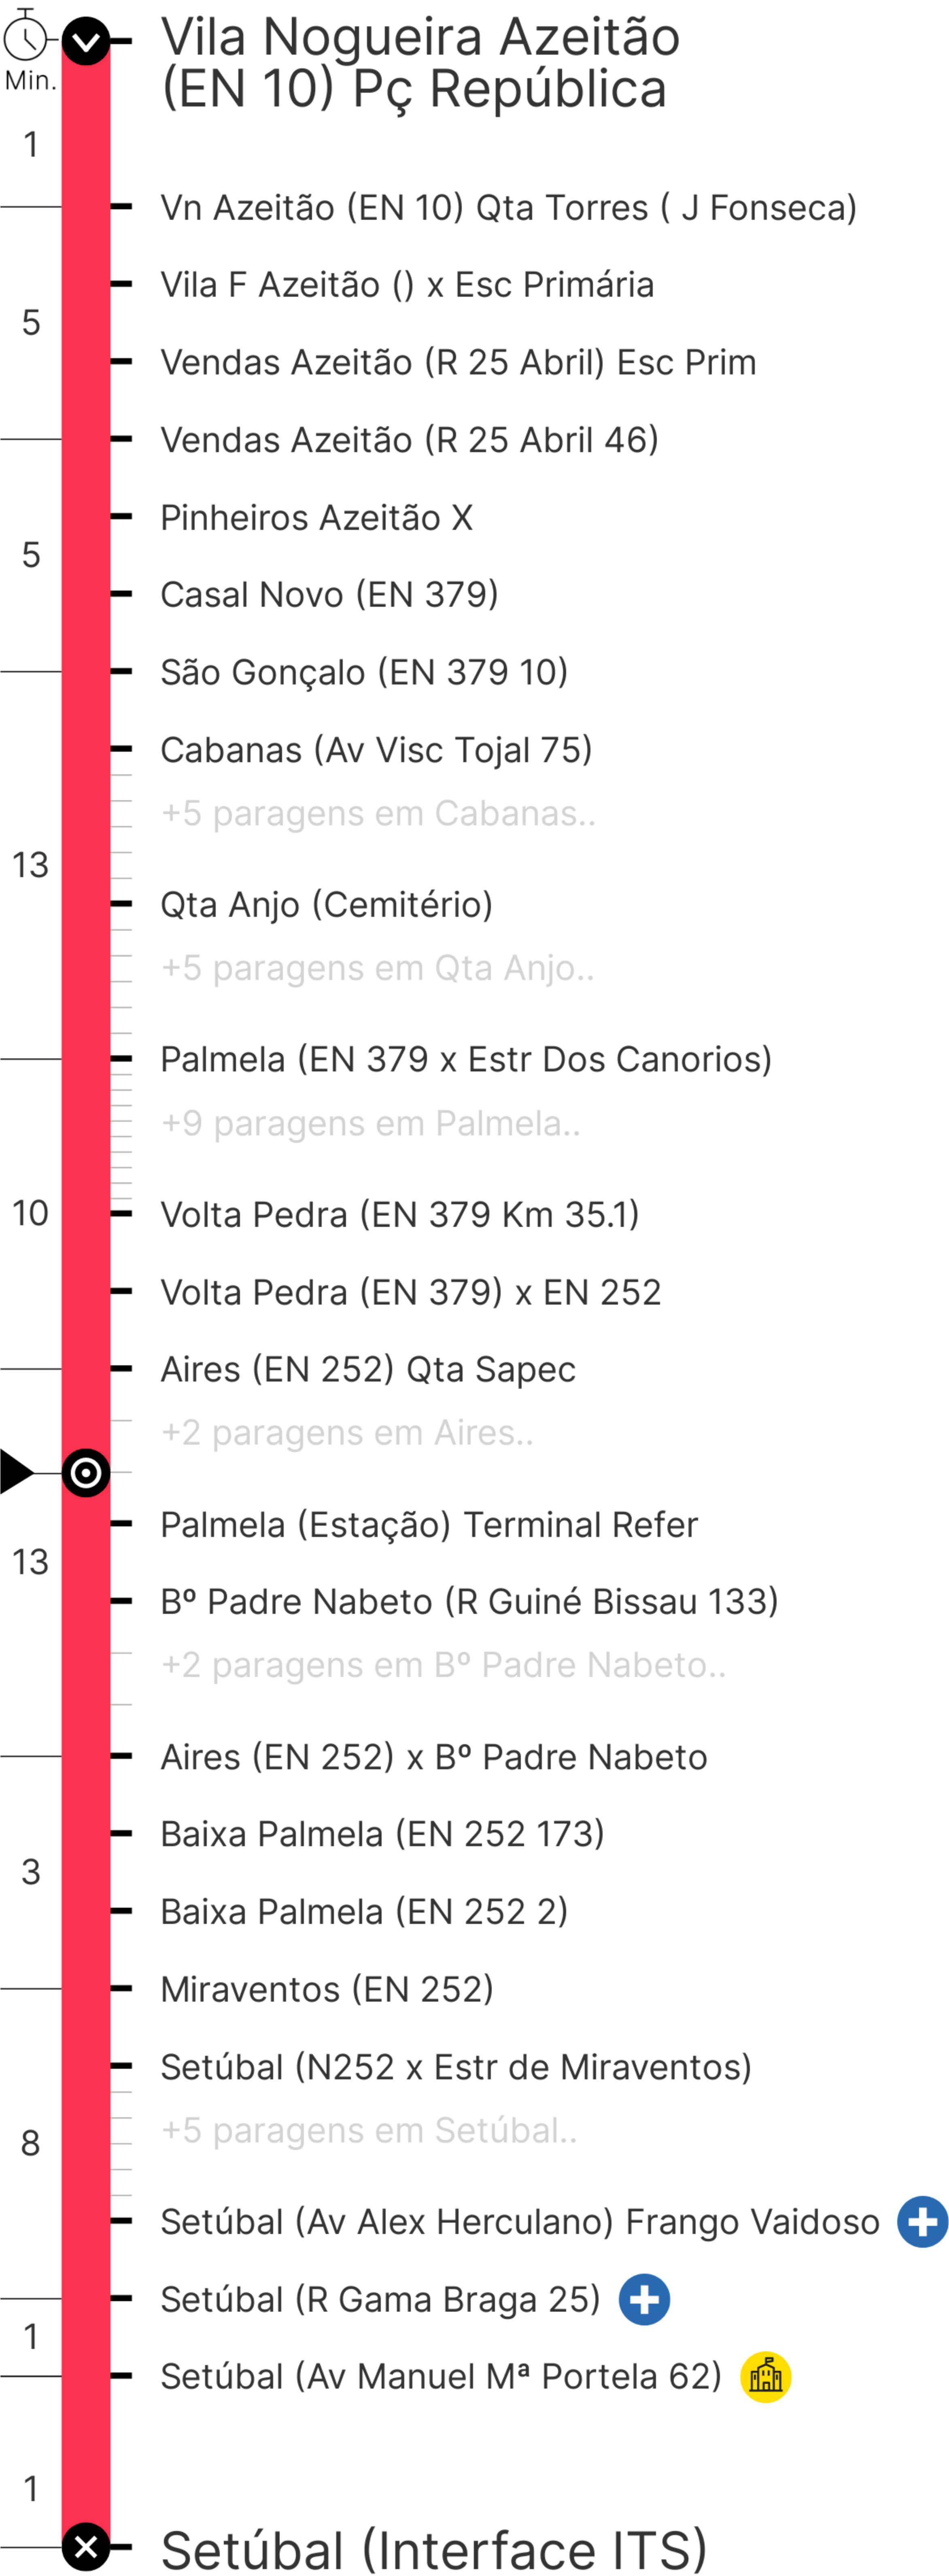 Vila Nogueira Azeitão
(EN 10) Pç República
Min.
1
Vn Azeitão (EN 10) Qta Torres ( J Fonseca)
Vila F Azeitão () x Esc Primária
5
Vendas Azeitão (R 25 Abril) Esc Prim
Vendas Azeitão (R 25 Abril 46)
Pinheiros Azeitão X
5
Casal Novo (EN 379)
São Gonçalo (EN 379 10)
Cabanas (Av Visc Tojal 75)
+5 paragens em Cabanas..
13
Qta Anjo (Cemitério)
+5 paragens em Qta Anjo..
Palmela (EN 379 x Estr Dos Canorios)
+9 paragens em Palmela..
10
Volta Pedra (EN 379 Km 35.1)
Volta Pedra (EN 379) x EN 252
Aires (EN 252) Qta Sapec
+2 paragens em Aires..
Palmela (Estação) Terminal Refer
13
Bº Padre Nabeto (R Guiné Bissau 133)
+2 paragens em Bº Padre Nabeto..
Aires (EN 252) x Bº Padre Nabeto
Baixa Palmela (EN 252 173)
3
Baixa Palmela (EN 252 2)
Miraventos (EN 252)
Setúbal (N252 x Estr de Miraventos)
+5 paragens em Setúbal..
8
Setúbal (Av Alex Herculano) Frango Vaidoso
Setúbal (R Gama Braga 25)
1
Setúbal (Av Manuel Mª Portela 62)
1
Setúbal (Interface ITS)